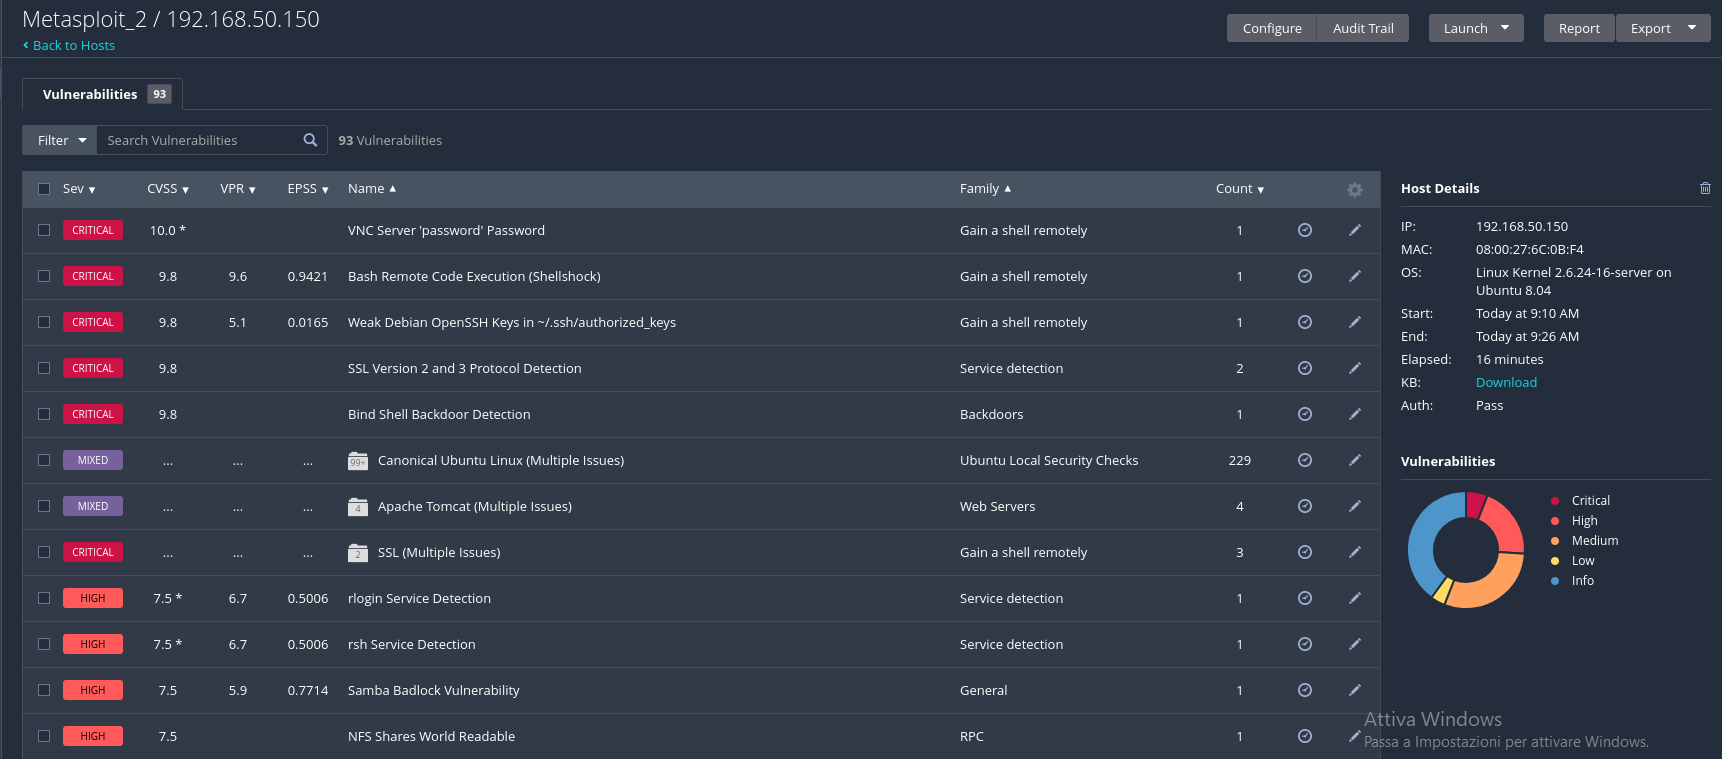 Metasploit_2 / 192.168.50.150
Back to Hosts
Configure Audit Trail Launch Report Export
Vulnerabilities 93
Filter Search Vulnerabilities 93 Vulnerabilities
Sev CVSS VPR EPSS Name Family Count
CRITICAL 10.0 * VNC Server 'password' Password Gain a shell remotely 1
CRITICAL 9.8 9.6 0.9421 Bash Remote Code Execution (Shellshock) Gain a shell remotely 1
CRITICAL 9.8 5.1 0.0165 Weak Debian OpenSSH Keys in ~/.ssh/authorized_keys Gain a shell remotely 1
CRITICAL 9.8 SSL Version 2 and 3 Protocol Detection Service detection 2
CRITICAL 9.8 Bind Shell Backdoor Detection Backdoors 1
MIXED ... ... ... 99+ Canonical Ubuntu Linux (Multiple Issues) Ubuntu Local Security Checks 229
MIXED ... ... ... 4 Apache Tomcat (Multiple Issues) Web Servers 4
CRITICAL ... ... ... 2 SSL (Multiple Issues) Gain a shell remotely 3
HIGH 7.5 * 6.7 0.5006 rlogin Service Detection Service detection 1
HIGH 7.5 * 6.7 0.5006 rsh Service Detection Service detection 1
HIGH 7.5 5.9 0.7714 Samba Badlock Vulnerability General 1
HIGH 7.5 NFS Shares World Readable RPC 1
Host Details
IP: 192.168.50.150
MAC: 08:00:27:6C:0B:F4
OS: Linux Kernel 2.6.24-16-server on
Ubuntu 8.04
Start: Today at 9:10 AM
End: Today at 9:26 AM
Elapsed: 16 minutes
KB: Download
Auth: Pass
Vulnerabilities
Critical
High
Medium
Low
Info
Attiva Windows
Passa a Impostazioni per attivare Windows.